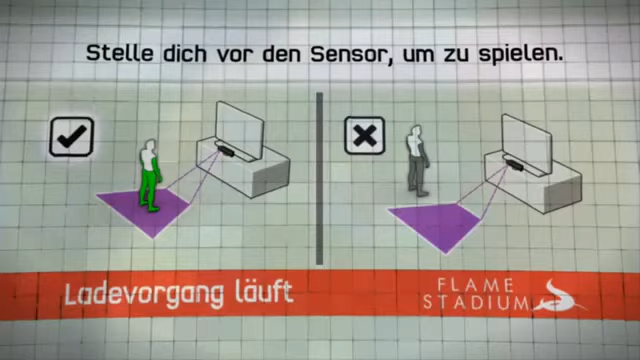 Stelle dich vor den Sensor, um zu spielen.
Ladevorgang läuft
FLAME
STADIUM